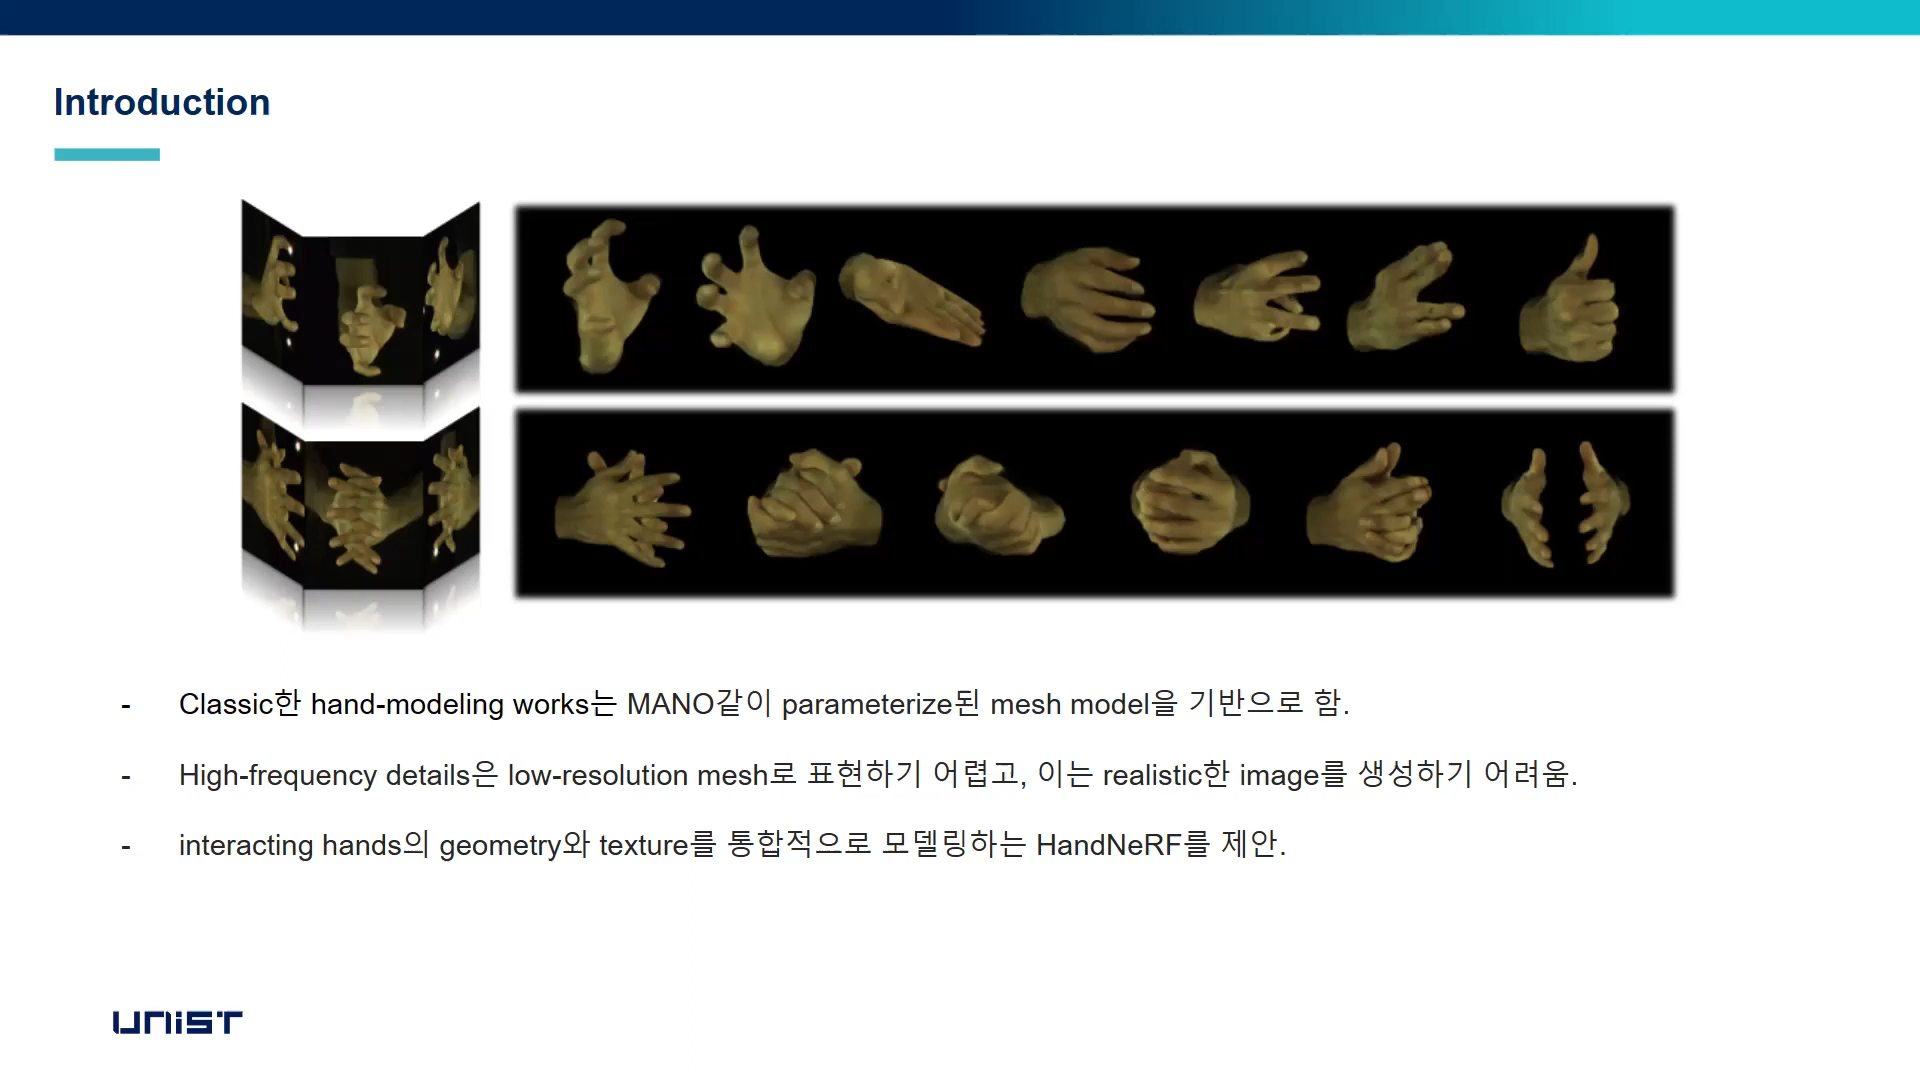 Introduction
- Classic한 hand-modeling works는 MANO같이 parameterize된 mesh model을 기반으로 함.
- High-frequency details은 low-resolution mesh로 표현하기 어렵고, 이는 realistic한 image를 생성하기 어려움.
- interacting hands의 geometry와 texture를 통합적으로 모델링하는 HandNeRF를 제안.
UNIST